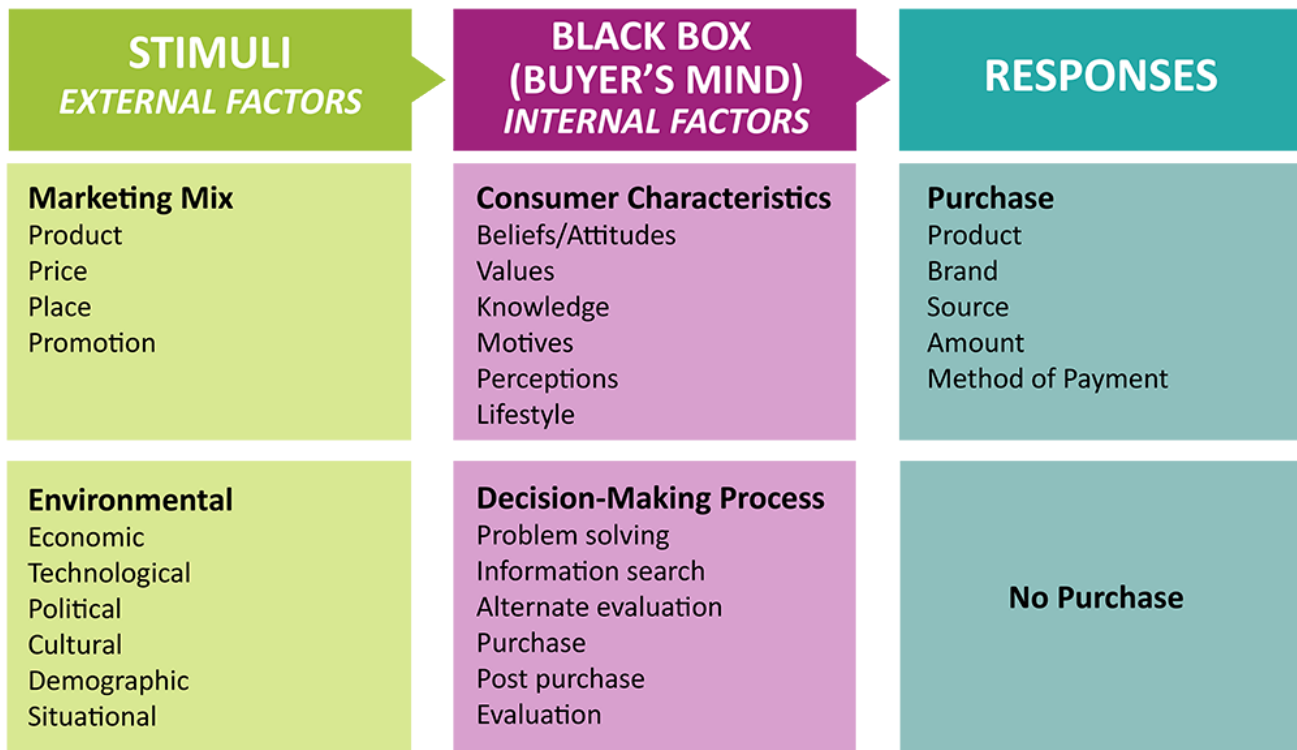 STIMULI
EXTERNAL FACTORS
BLACK BOX
(BUYER’S MIND)
INTERNAL FACTORS
RESPONSES
Marketing Mix
Product
Price
Place
Promotion
Consumer Characteristics
Beliefs/Attitudes
Values
Knowledge
Motives
Perceptions
Lifestyle
Purchase
Product
Brand
Source
Amount
Method of Payment
Environmental
Economic
Technological
Political
Cultural
Demographic
Situational
Decision-Making Process
Problem solving
Information search
Alternate evaluation
Purchase
Post purchase
Evaluation
No Purchase